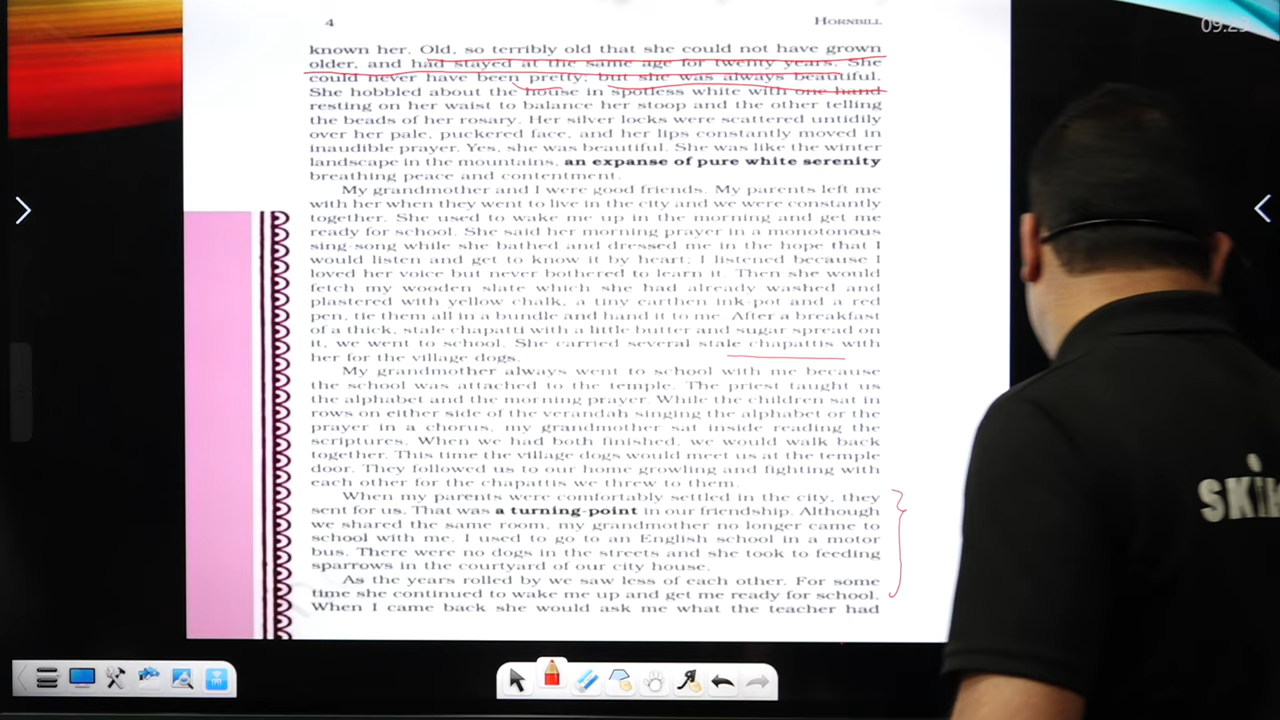 4
HORNBILL
09:23
known her. Old, so terribly old that she could not have grown
older, and had stayed at the same age for twenty years. She
could never have been pretty; but she was always beautiful.
She hobbled about the house in spotless white with one hand
resting on her waist to balance her stoop and the other telling
the beads of her rosary. Her silver locks were scattered untidily
over her pale, puckered face, and her lips constantly moved in
inaudible prayer. Yes, she was beautiful. She was like the winter
landscape in the mountains, an expanse of pure white serenity
breathing peace and contentment.
My grandmother and I were good friends. My parents left me
with her when they went to live in the city and we were constantly
together. She used to wake me up in the morning and get me
ready for school. She said her morning prayer in a monotonous
sing-song while she bathed and dressed me in the hope that I
would listen and get to know it by heart; I listened because I
loved her voice but never bothered to learn it. Then she would
fetch my wooden slate which she had already washed and
plastered with yellow chalk, a tiny earthen ink-pot and a red
pen, tie them all in a bundle and hand it to me. After a breakfast
of a thick, stale chapatti with a little butter and sugar spread on
it, we went to school. She carried several stale chapattis with
her for the village dogs.
My grandmother always went to school with me because
the school was attached to the temple. The priest taught us
the alphabet and the morning prayer. While the children sat in
rows on either side of the verandah singing the alphabet or the
prayer in a chorus, my grandmother sat inside reading the
scriptures. When we had both finished, we would walk back
together. This time the village dogs would meet us at the temple
door. They followed us to our home growling and fighting with
each other for the chapattis we threw to them.
When my parents were comfortably settled in the city, they
sent for us. That was a turning-point in our friendship. Although
we shared the same room, my grandmother no longer came to
school with me. I used to go to an English school in a motor
bus. There were no dogs in the streets and she took to feeding
sparrows in the courtyard of our city house.
As the years rolled by we saw less of each other. For some
time she continued to wake me up and get me ready for school.
When I came back she would ask me what the teacher had